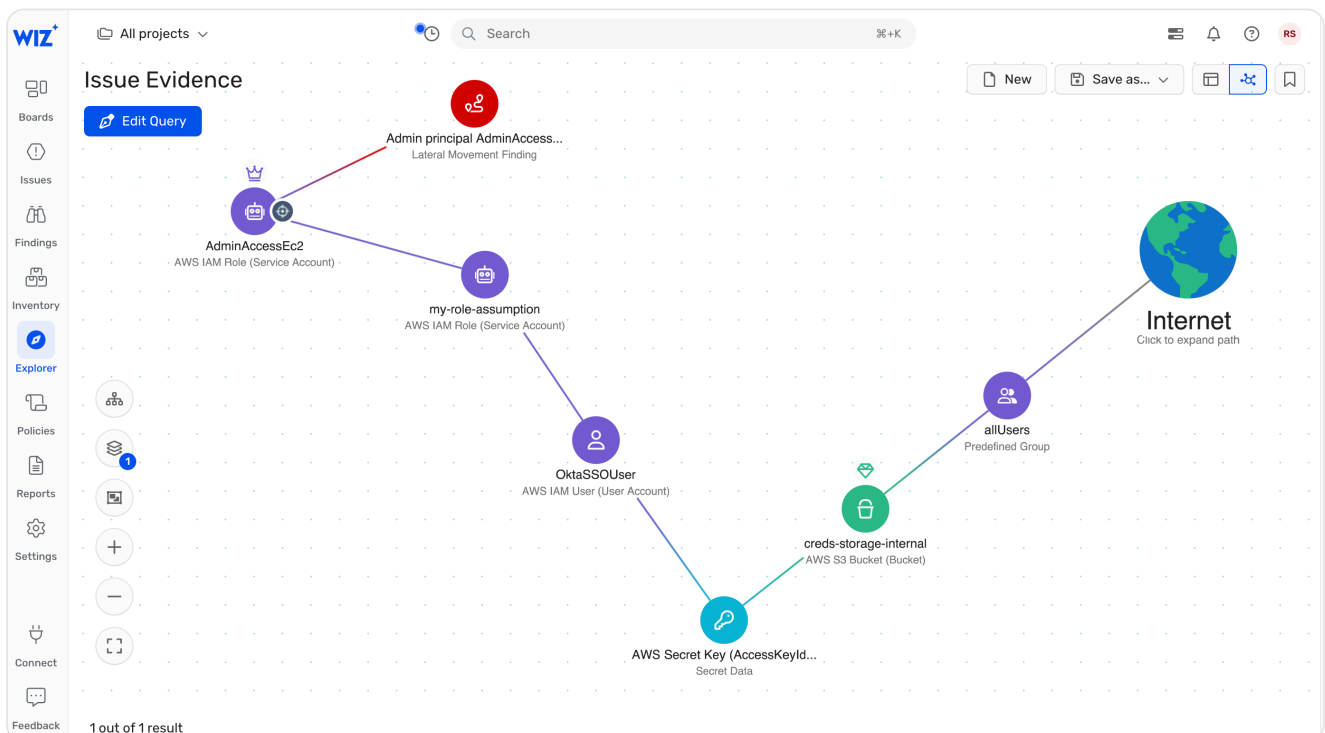 WIZ+
All projects
Search
⌘+K
RS
Issue Evidence
New
Save as...
Edit Query
Boards
Issues
Findings
Inventory
Explorer
Policies
Reports
Settings
Connect
Feedback
1
Admin principal AdminAccess...
Lateral Movement Finding
AdminAccessEc2
AWS IAM Role (Service Account)
my-role-assumption
AWS IAM Role (Service Account)
Internet
Click to expand path
allUsers
Predefined Group
OktaSSOUser
AWS IAM User (User Account)
creds-storage-internal
AWS S3 Bucket (Bucket)
AWS Secret Key (AccessKeyId...
Secret Data
1 out of 1 result